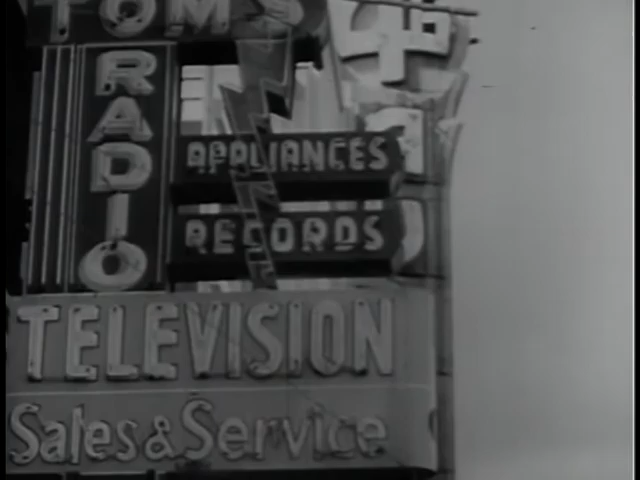 TOM'S
RADIO
APPLIANCES
RECORDS
TELEVISION
Sales & Service